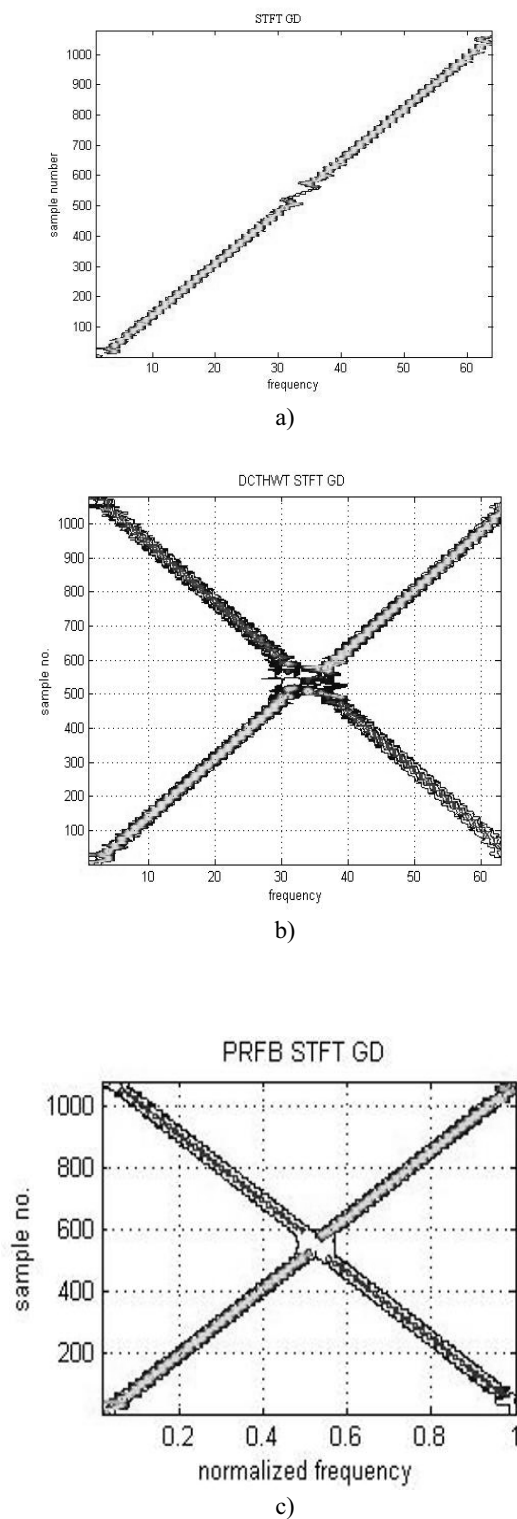 STFT GD
1000
900
800
700
600
500
400
300
200
100
sample number
10 20 30 40 50 60
frequency
a)
DCTHWT STFT GD
1000
900
800
700
600
500
400
300
200
100
sample no.
10 20 30 40 50 60
frequency
b)
PRFB STFT GD
1000
800
600
400
200
sample no.
0.2 0.4 0.6 0.8 1
normalized frequency
c)